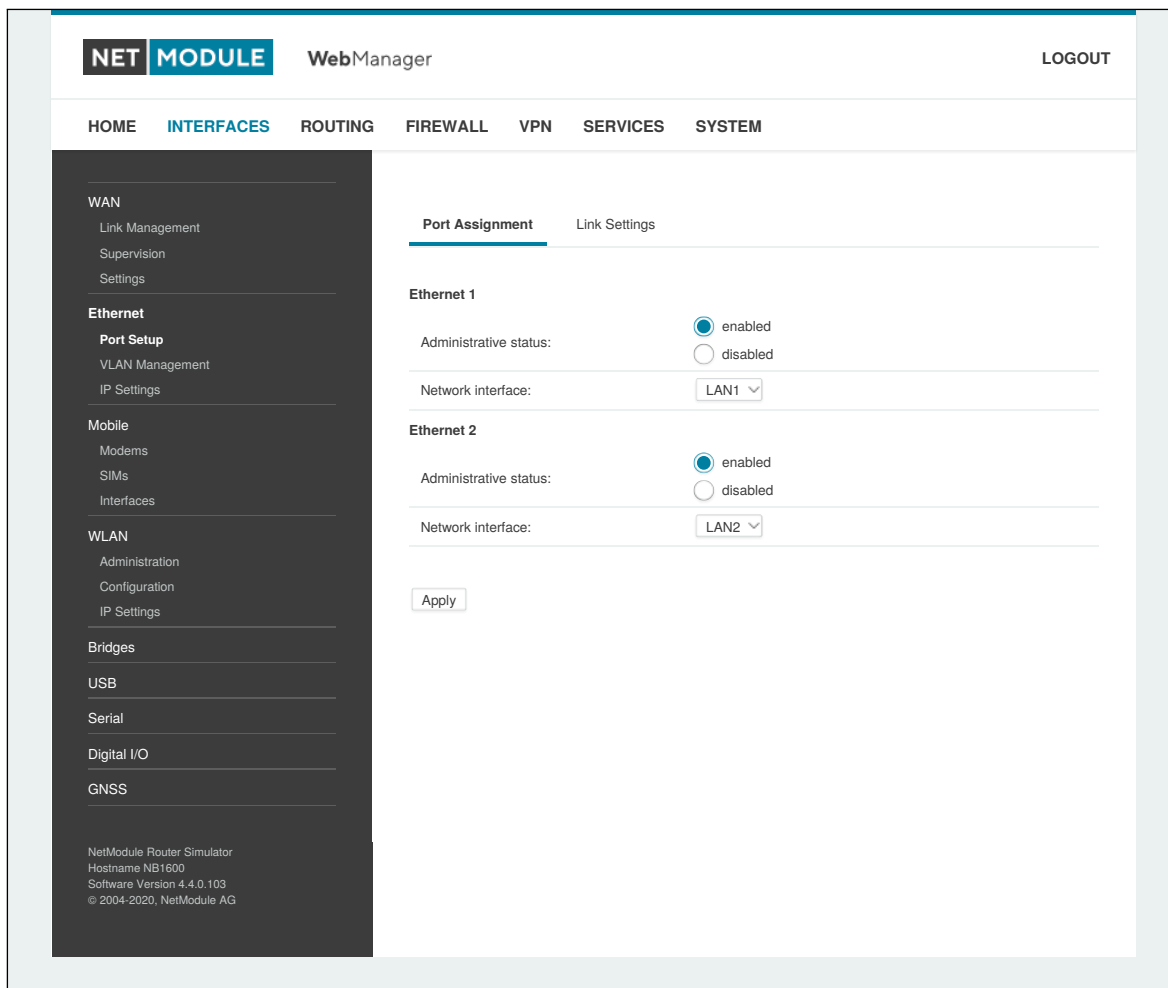 NET MODULE WebManager LOGOUT
HOME INTERFACES ROUTING FIREWALL VPN SERVICES SYSTEM
WAN
Link Management
Supervision
Settings
Ethernet
Port Setup
VLAN Management
IP Settings
Mobile
Modems
SIMs
Interfaces
WLAN
Administration
Configuration
IP Settings
Bridges
USB
Serial
Digital I/O
GNSS
NetModule Router Simulator
Hostname NB1600
Software Version 4.4.0.103
© 2004-2020, NetModule AG
Port Assignment Link Settings
Ethernet 1
Administrative status:
enabled
disabled
Network interface: LAN1
Ethernet 2
Administrative status:
enabled
disabled
Network interface: LAN2
Apply